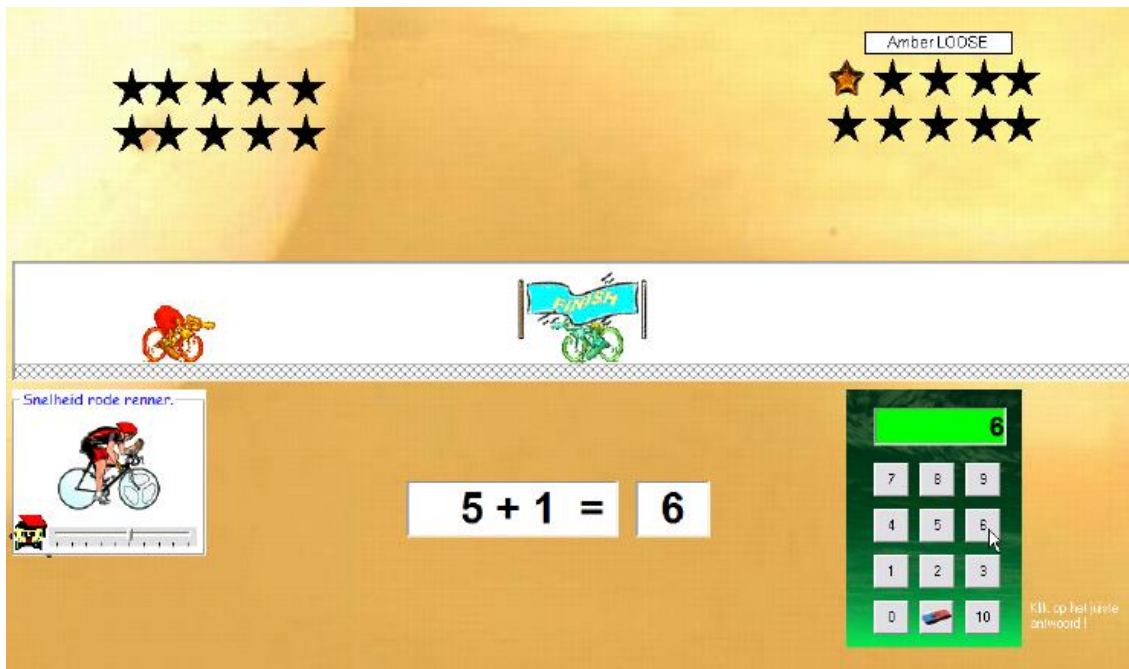 Amber LOOSE
FINISH
Snelheid rode renner.
5 + 1 = 6
6
7 8 9
4 5 6
1 2 3
0 10
Klik op het juiste
antwoord !